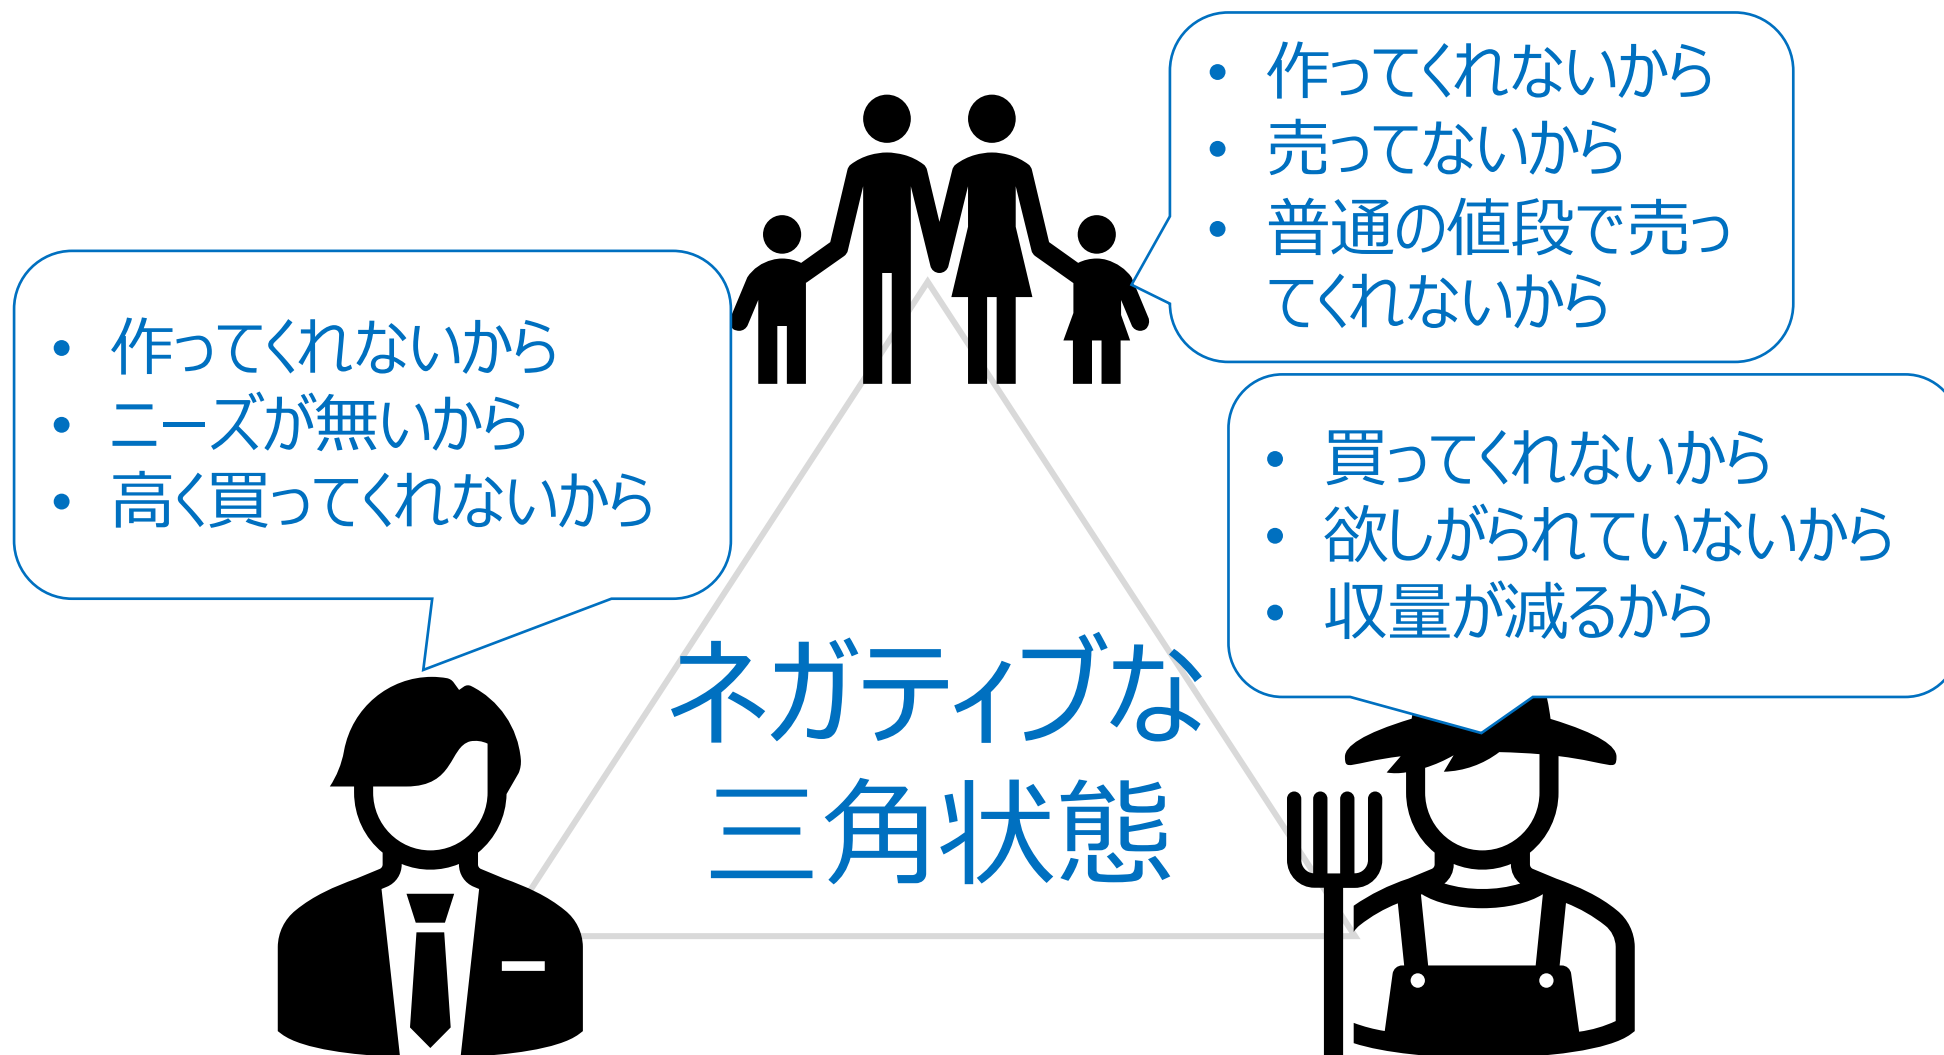 • 作ってくれないから
• 売ってないから
• 普通の値段で売っ
てくれないから
• 作ってくれないから
• ニーズが無いから
• 高く買ってくれないから
• 買ってくれないから
• 欲しがられていないから
• 収量が減るから
ネガティブな
三角状態